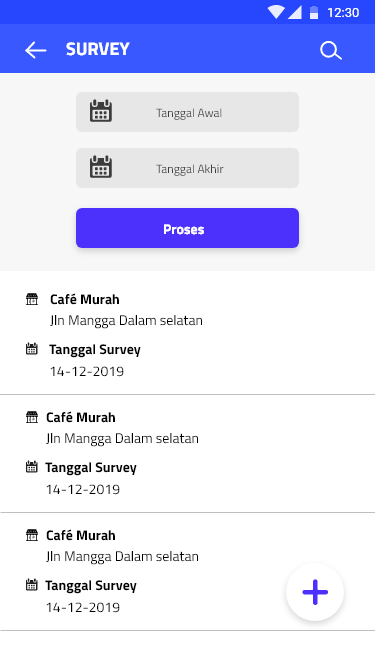 12:30
SURVEY
Tanggal Awal
Tanggal Akhir
Proses
Café Murah
Jln Mangga Dalam selatan
Tanggal Survey
14-12-2019
Café Murah
Jln Mangga Dalam selatan
Tanggal Survey
14-12-2019
Café Murah
Jln Mangga Dalam selatan
Tanggal Survey
14-12-2019